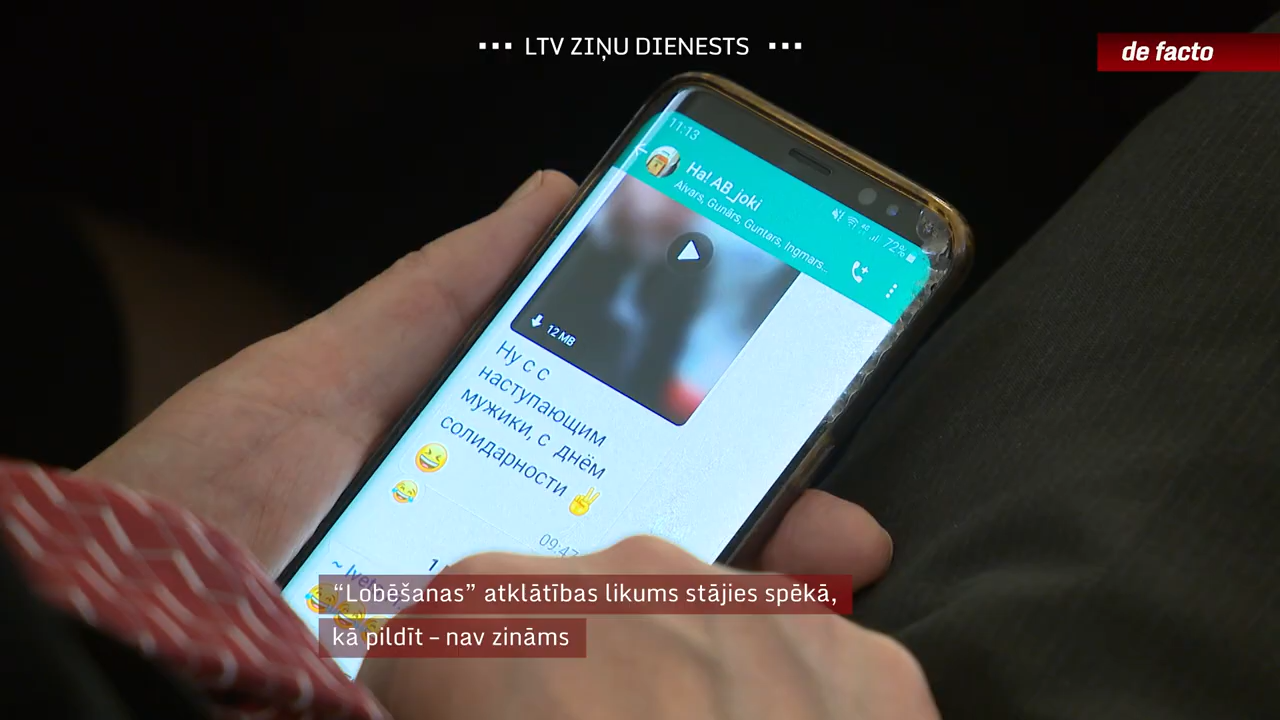 LTV ZIŅU DIENESTS
de facto
11:13
72%
Ha! AB_joki
Aivars, Gunārs, Guntars, Ingmars...
12 MB
Ну с с
наступающим
мужики, с днём
солидарности
09:47
“Lobēšanas” atklātības likums stājies spēkā,
kā pildīt – nav zināms